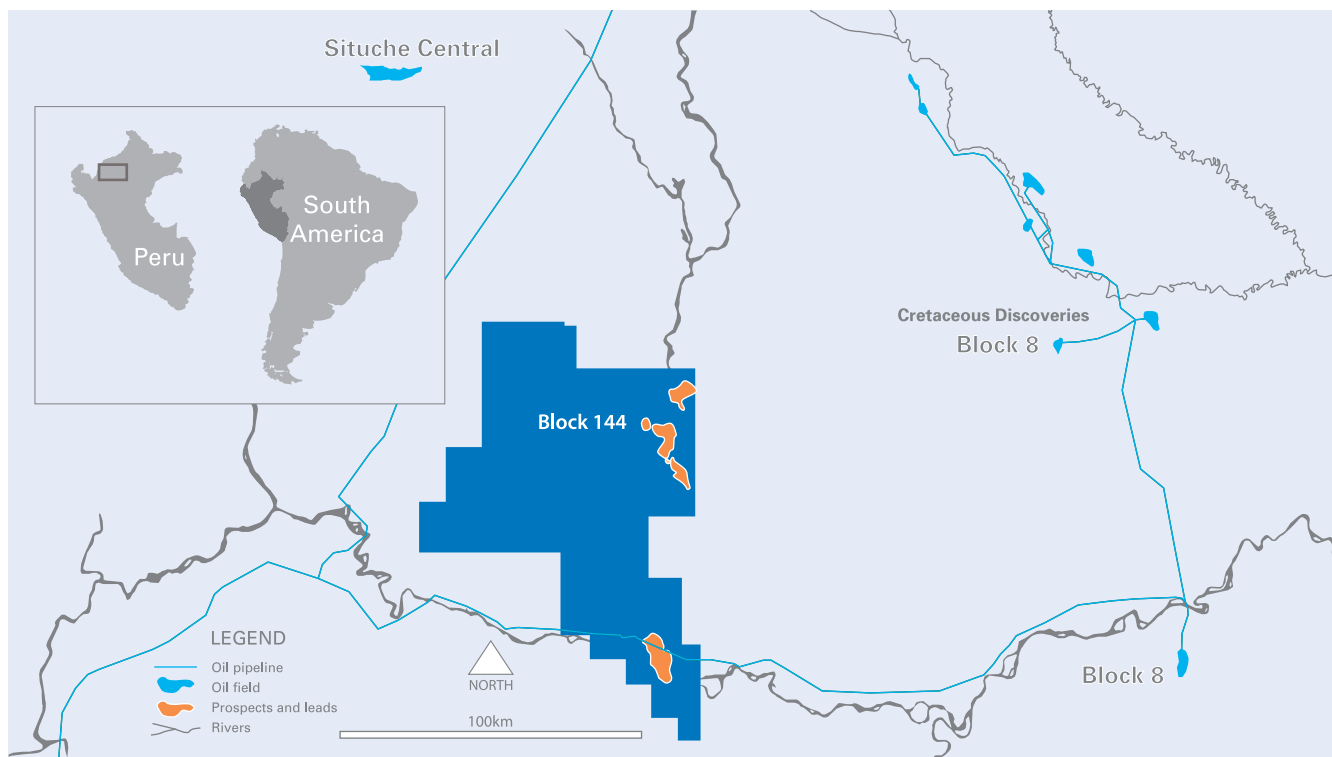 Situche Central
South
America
Peru
Cretaceous Discoveries
Block 8
Block 144
LEGEND
Oil pipeline
Oil field
Prospects and leads
Rivers
NORTH
100km
Block 8